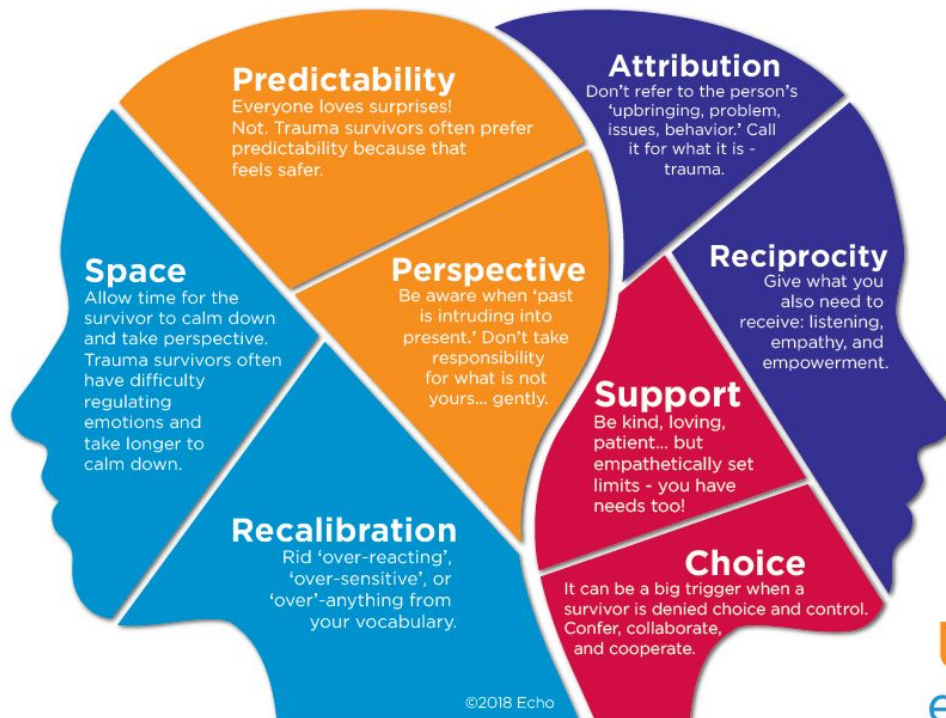 Predictability
Everyone loves surprises!
Not. Trauma survivors often prefer
predictability because that
feels safer.
Attribution
Don't refer to the person's
'upbringing, problem,
issues, behavior.' Call
it for what it is -
trauma.
Space
Allow time for the
survivor to calm down
and take perspective.
Trauma survivors often
have difficulty
regulating
emotions and
take longer to
calm down.
Perspective
Be aware when 'past
is intruding into
present.' Don't take
responsibility
for what is not
yours... gently.
Reciprocity
Give what you
also need to
receive: listening,
empathy, and
empowerment.
Support
Be kind, loving,
patient... but
empathetically set
limits - you have
needs too!
Recalibration
Rid 'over-reacting',
'over-sensitive', or
'over'-anything from
your vocabulary.
Choice
It can be a big trigger when a
survivor is denied choice and control.
Confer, collaborate,
and cooperate.
©2018 Echo